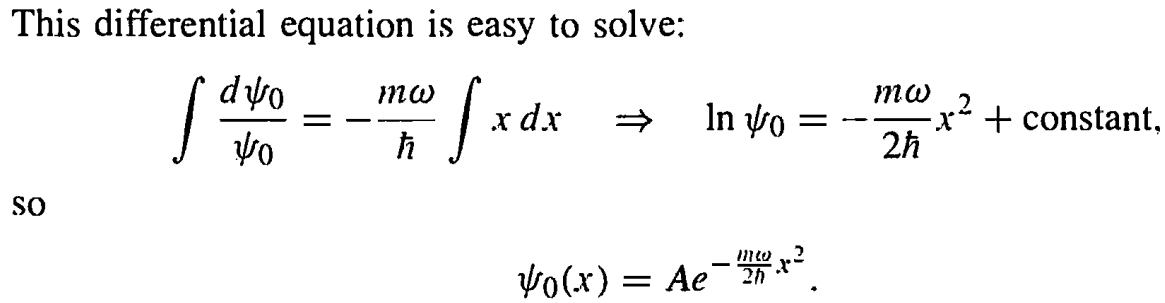 This differential equation is easy to solve:
∫ dψ₀/ψ₀ = −mω/ħ ∫ x dx ⇒ ln ψ₀ = −mω/2ħ x² + constant,
so
ψ₀(x) = Ae^{−mω/2ħ x²}.